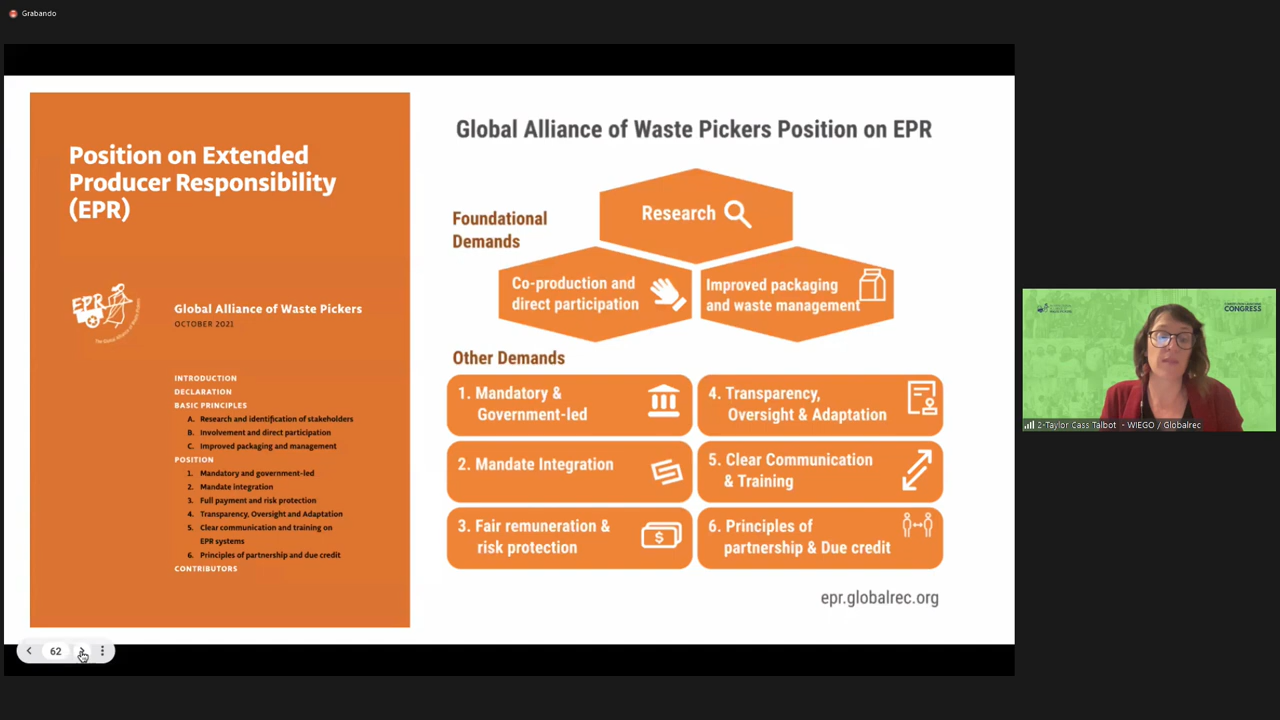 Grabando
Position on Extended
Producer Responsibility
(EPR)
EPR
The Global Alliance of Waste Pickers
Global Alliance of Waste Pickers
OCTOBER 2021
INTRODUCTION
DECLARATION
BASIC PRINCIPLES
A. Research and identification of stakeholders
B. Involvement and direct participation
C. Improved packaging and management
POSITION
1. Mandatory and government-led
2. Mandate integration
3. Full payment and risk protection
4. Transparency, Oversight and Adaptation
5. Clear communication and training on
EPR systems
6. Principles of partnership and due credit
CONTRIBUTORS
Global Alliance of Waste Pickers Position on EPR
Foundational
Demands
Research
Co-production and
direct participation
Improved packaging
and waste management
Other Demands
1. Mandatory &
Government-led
2. Mandate Integration
3. Fair remuneration &
risk protection
$
4. Transparency,
Oversight & Adaptation
5. Clear Communication
& Training
6. Principles of
partnership & Due credit
epr.globalrec.org
62
CONGRESS
2-Taylor Cass Talbot - WIEGO / Globalrec